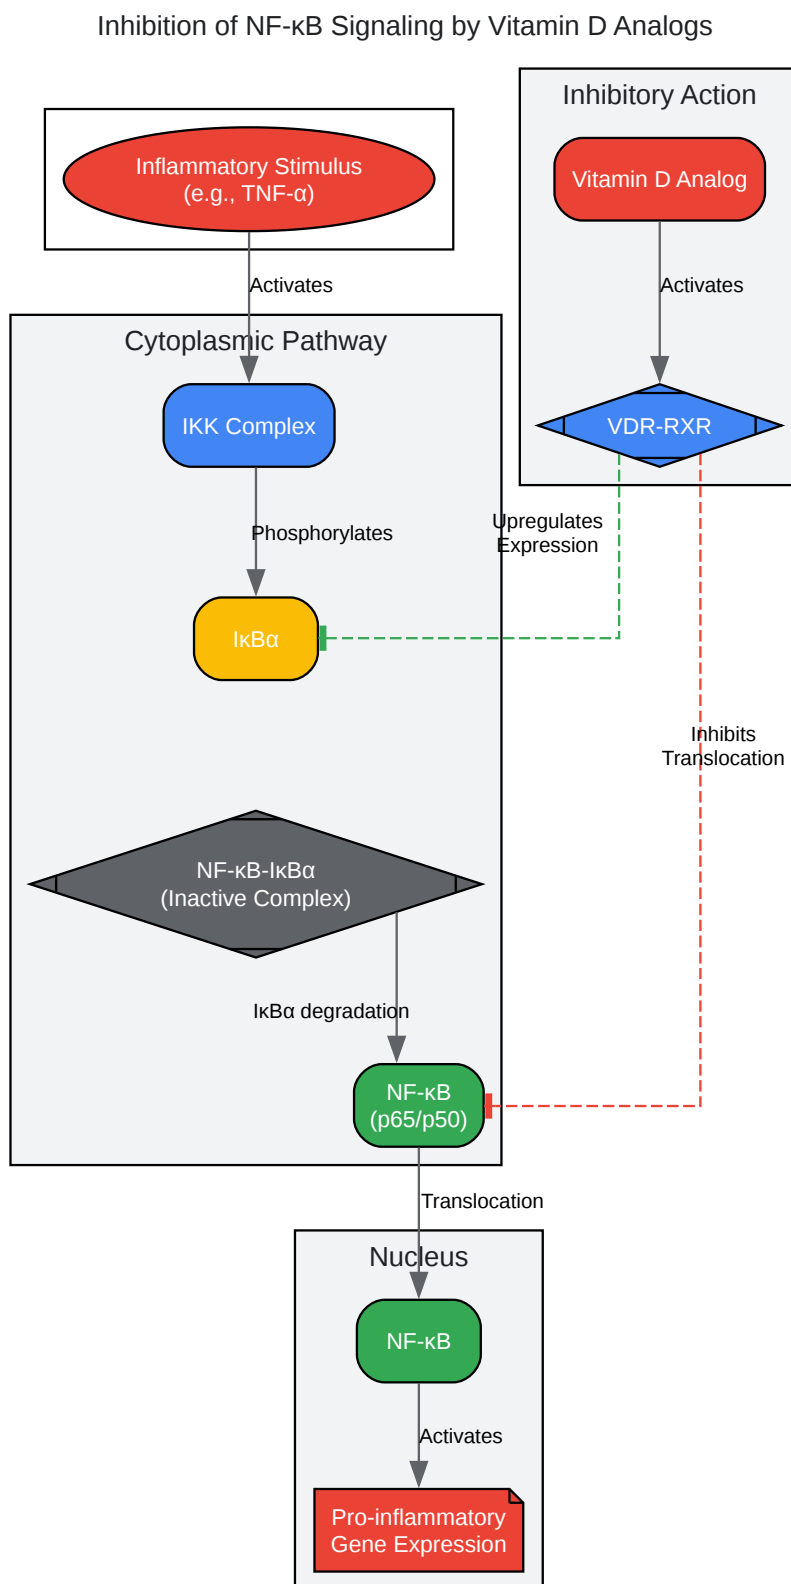 Inhibition of NF-κB Signaling by Vitamin D Analogs
Inhibitory Action
Inflammatory Stimulus
(e.g., TNF-α)
Vitamin D Analog
Activates
Activates
Cytoplasmic Pathway
IKK Complex
VDR-RXR
Phosphorylates
Upregulates
Expression
IκBα
Inhibits
Translocation
NF-κB-IκBα
(Inactive Complex)
IκBα degradation
NF-κB
(p65/p50)
Translocation
Nucleus
NF-κB
Activates
Pro-inflammatory
Gene Expression